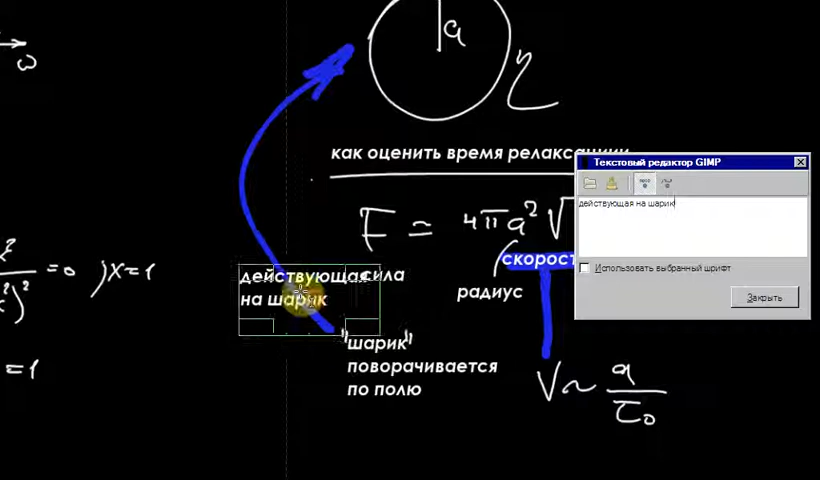 ω
a
η
как оценить время релаксации
F = 4πa² V
скорост
действующая сила
на шарик
радиус
"шарик"
поворачивается
по полю
V ~ a / τ₀
=0 )x=1
=1
Текстовый редактор GIMP
действующая на шарик
Использовать выбранный шрифт
Закрыть